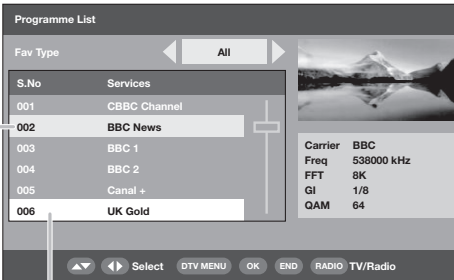 Programme List
Fav Type All
S.No Services
001 CBBC Channel
002 BBC News
003 BBC 1
004 BBC 2
005 Canal +
006 UK Gold
Carrier BBC
Freq 538000 kHz
FFT 8K
GI 1/8
QAM 64
Select DTV MENU OK END RADIO TV/Radio